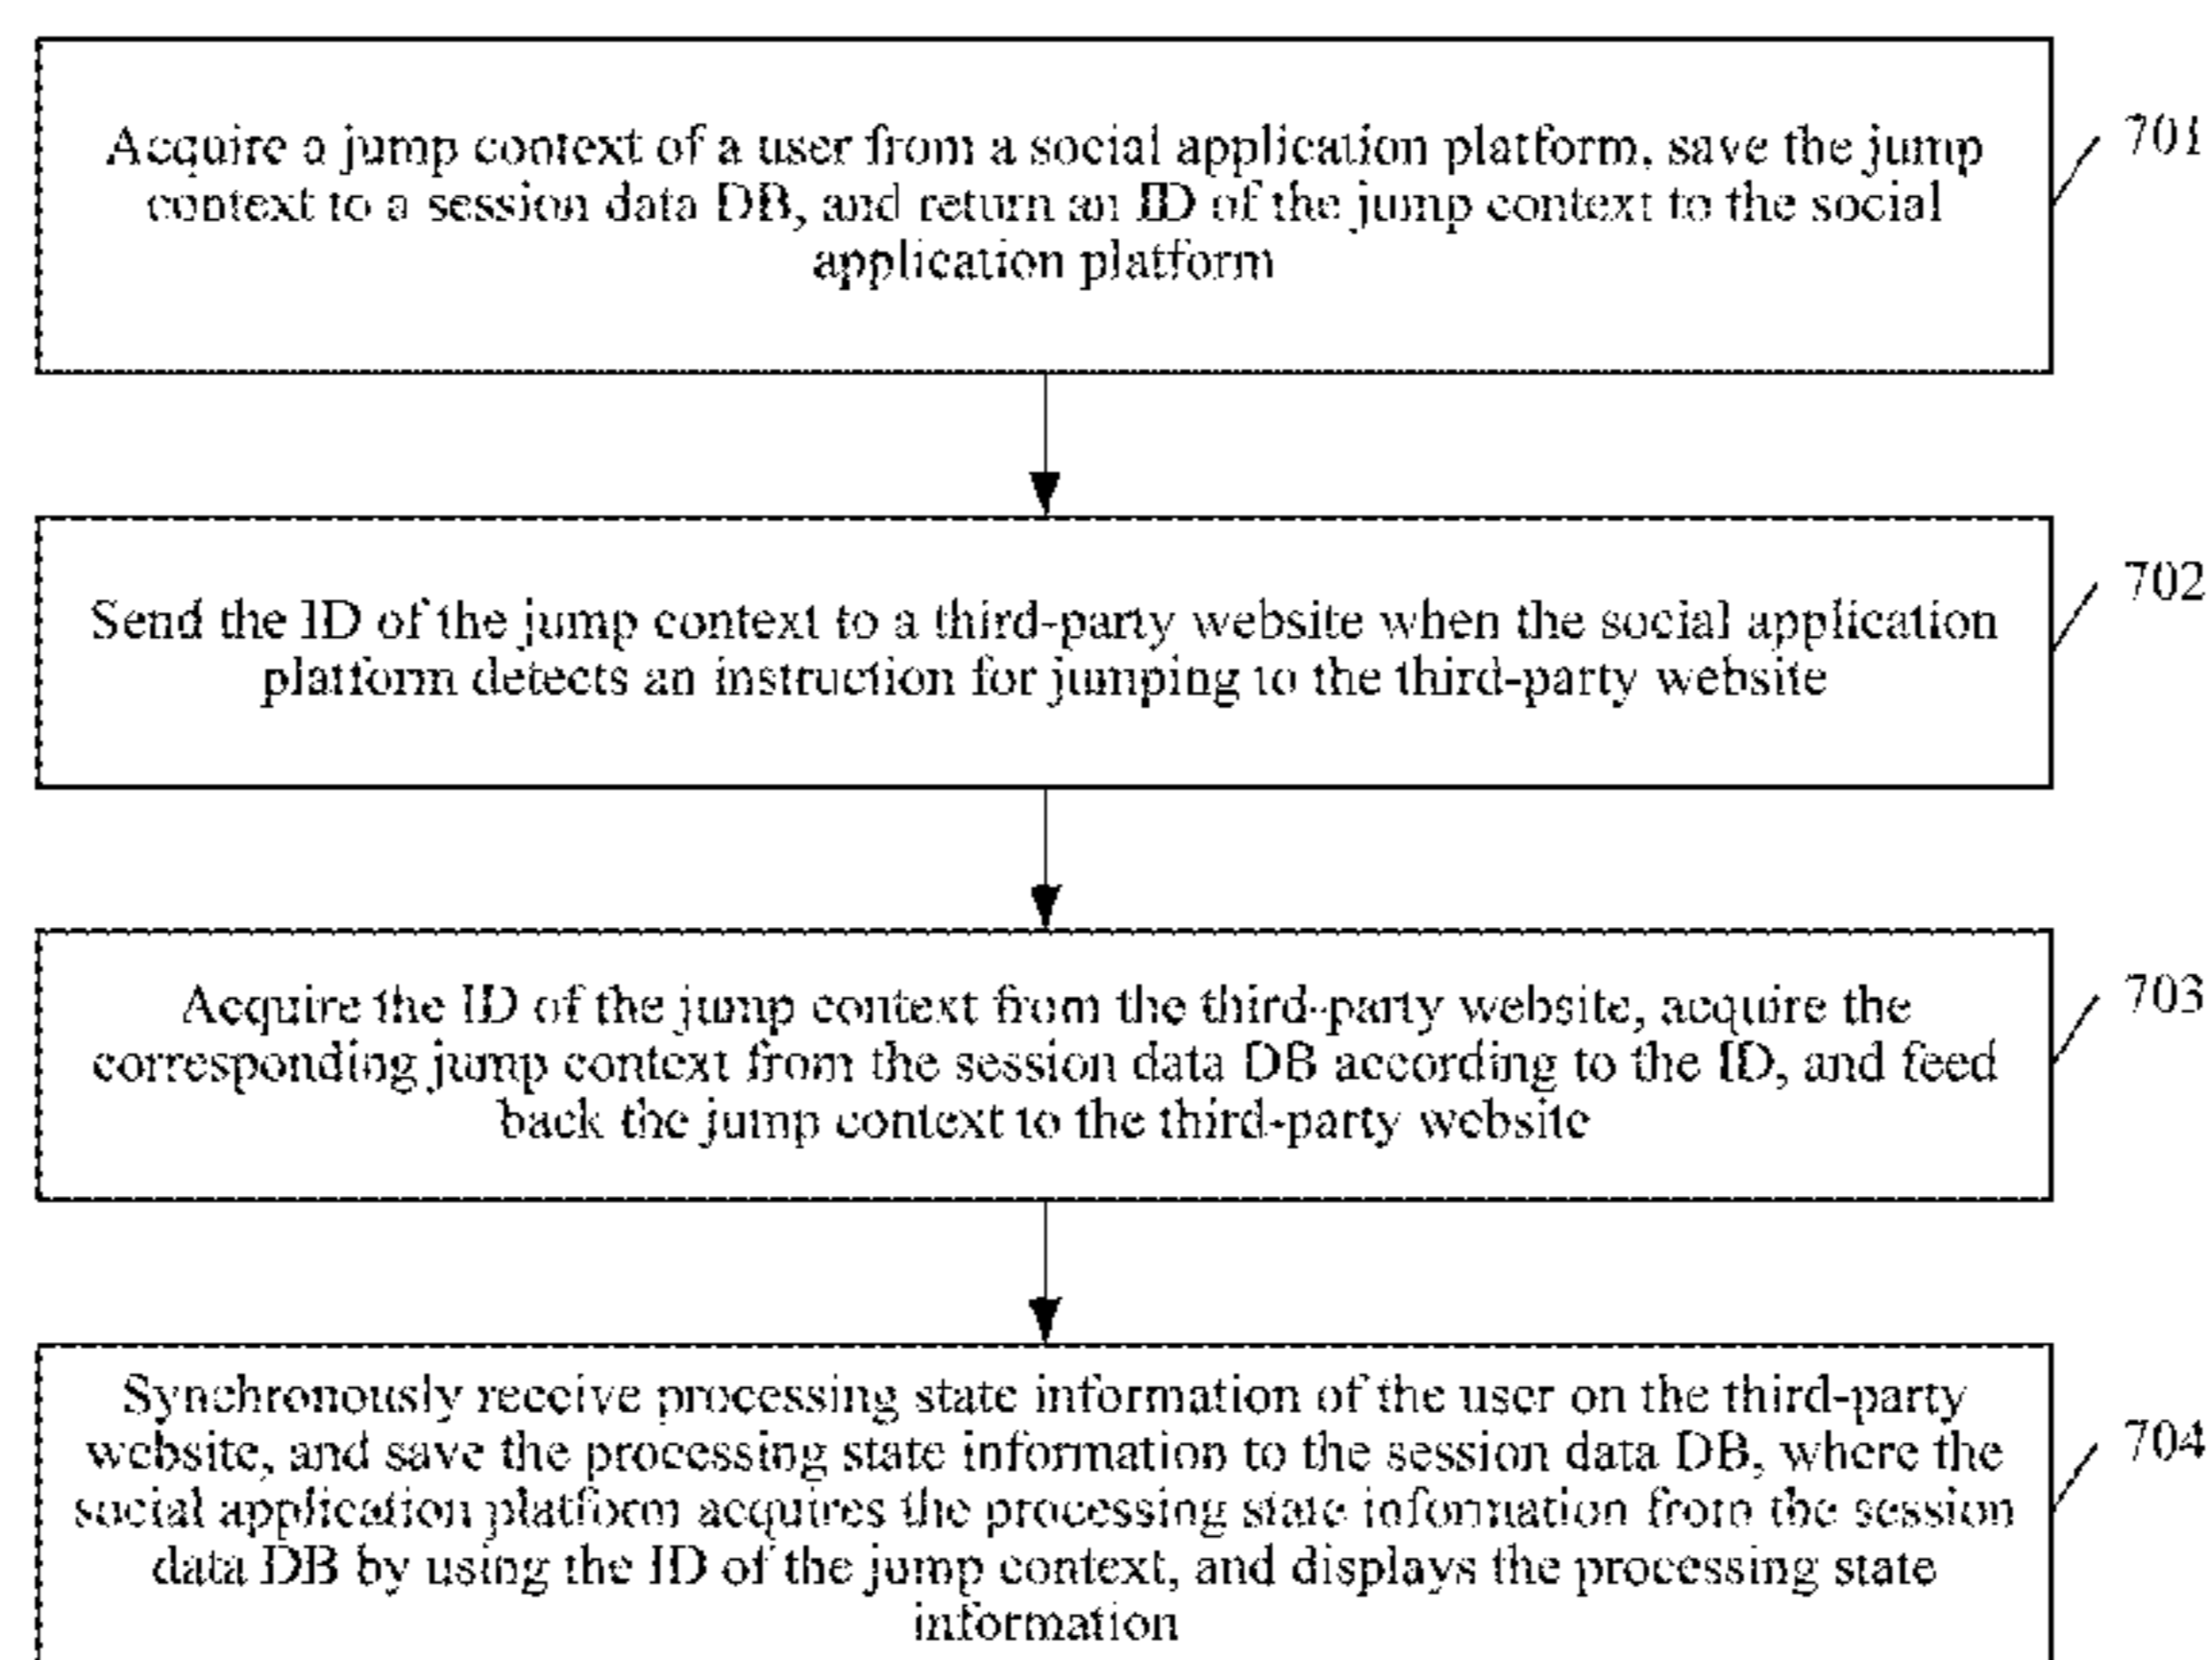 Acquire a jump context of a user from a social application platform, save the jump
context to a session data DB, and return an ID of the jump context to the social
application platform
701
Send the ID of the jump context to a third-party website when the social application
platform detects an instruction for jumping to the third-party website
702
Acquire the ID of the jump context from the third-party website, acquire the
corresponding jump context from the session data DB according to the ID, and feed
back the jump context to the third-party website
703
Synchronously receive processing state information of the user on the third-party
website, and save the processing state information to the session data DB, where the
social application platform acquires the processing state information from the session
data DB by using the ID of the jump context, and displays the processing state
information
704